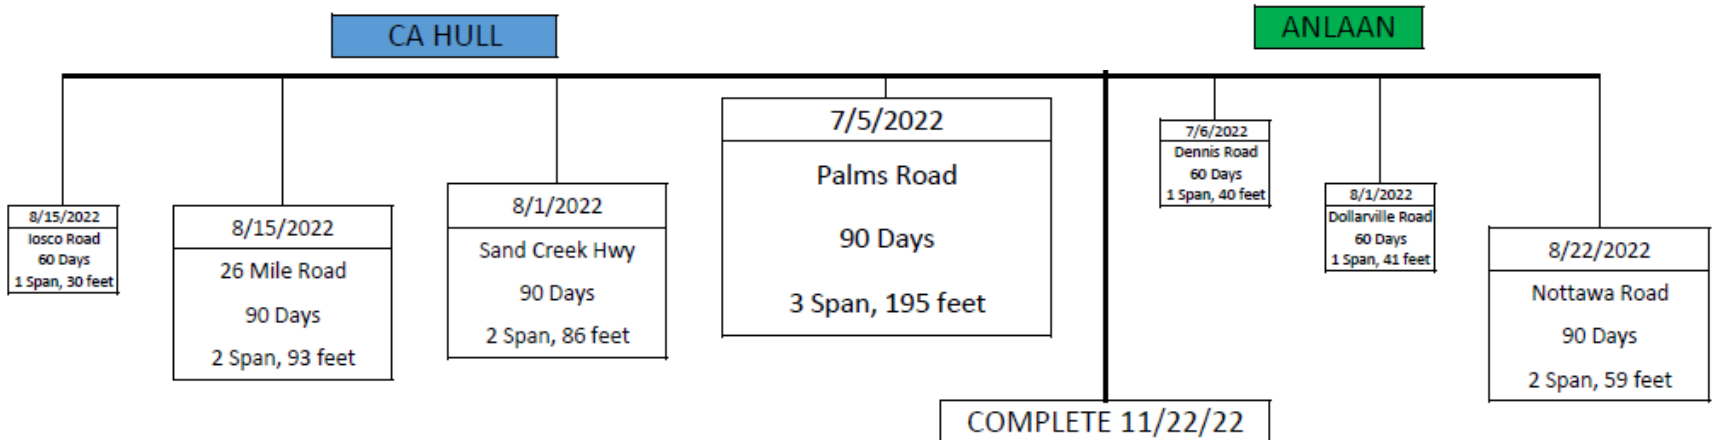 CA HULL
ANLAAN
8/15/2022
Iosco Road
60 Days
1 Span, 30 feet
8/15/2022
26 Mile Road
90 Days
2 Span, 93 feet
8/1/2022
Sand Creek Hwy
90 Days
2 Span, 86 feet
7/5/2022
Palms Road
90 Days
3 Span, 195 feet
7/6/2022
Dennis Road
60 Days
1 Span, 40 feet
8/1/2022
Dollarville Road
60 Days
1 Span, 41 feet
8/22/2022
Nottawa Road
90 Days
2 Span, 59 feet
COMPLETE 11/22/22